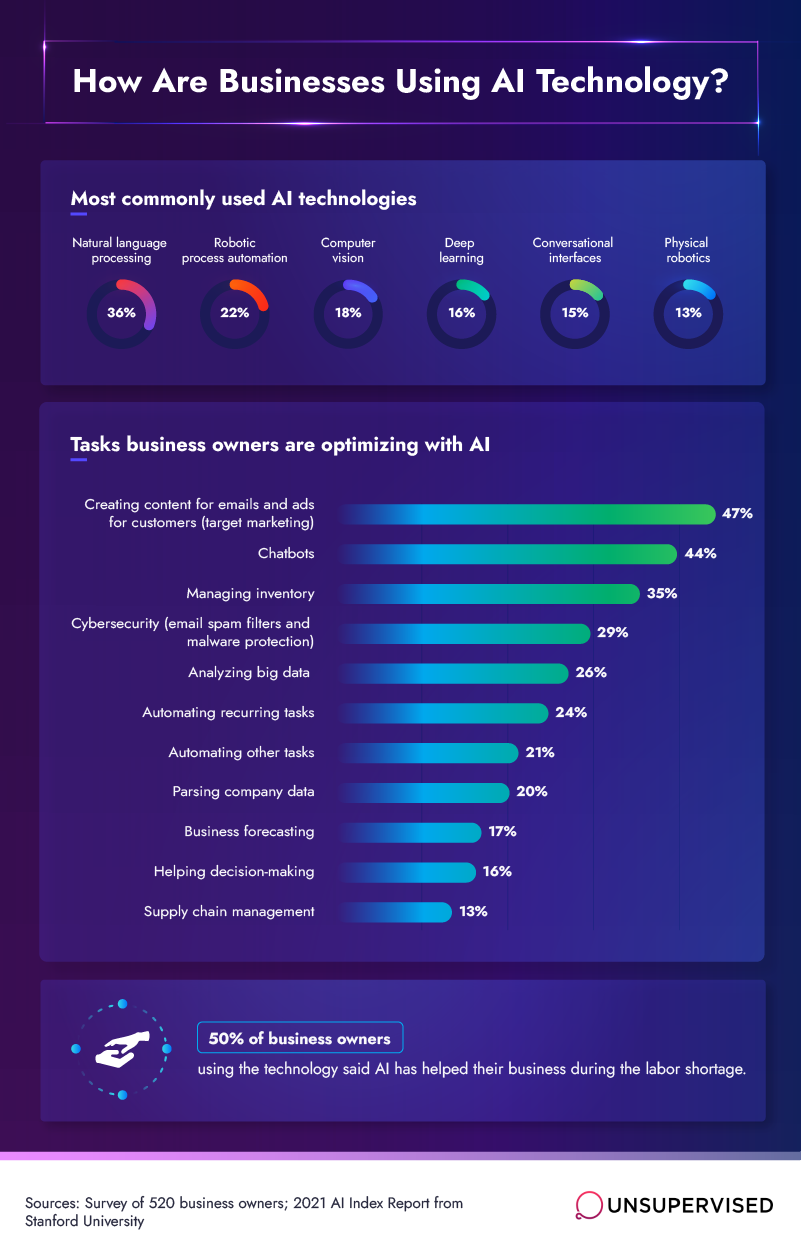 How Are Businesses Using AI Technology?
Most commonly used AI technologies
Natural language
processing
36%
Robotic
process automation
22%
Computer
vision
18%
Deep
learning
16%
Conversational
interfaces
15%
Physical
robotics
13%
Tasks business owners are optimizing with AI
Creating content for emails and ads
for customers (target marketing)
47%
Chatbots
44%
Managing inventory
35%
Cybersecurity (email spam filters and
malware protection)
29%
Analyzing big data
26%
Automating recurring tasks
24%
Automating other tasks
21%
Parsing company data
20%
Business forecasting
17%
Helping decision-making
16%
Supply chain management
13%
50% of business owners
using the technology said AI has helped their business during the labor shortage.
Sources: Survey of 520 business owners; 2021 AI Index Report from
Stanford University
UNSUPERVISED